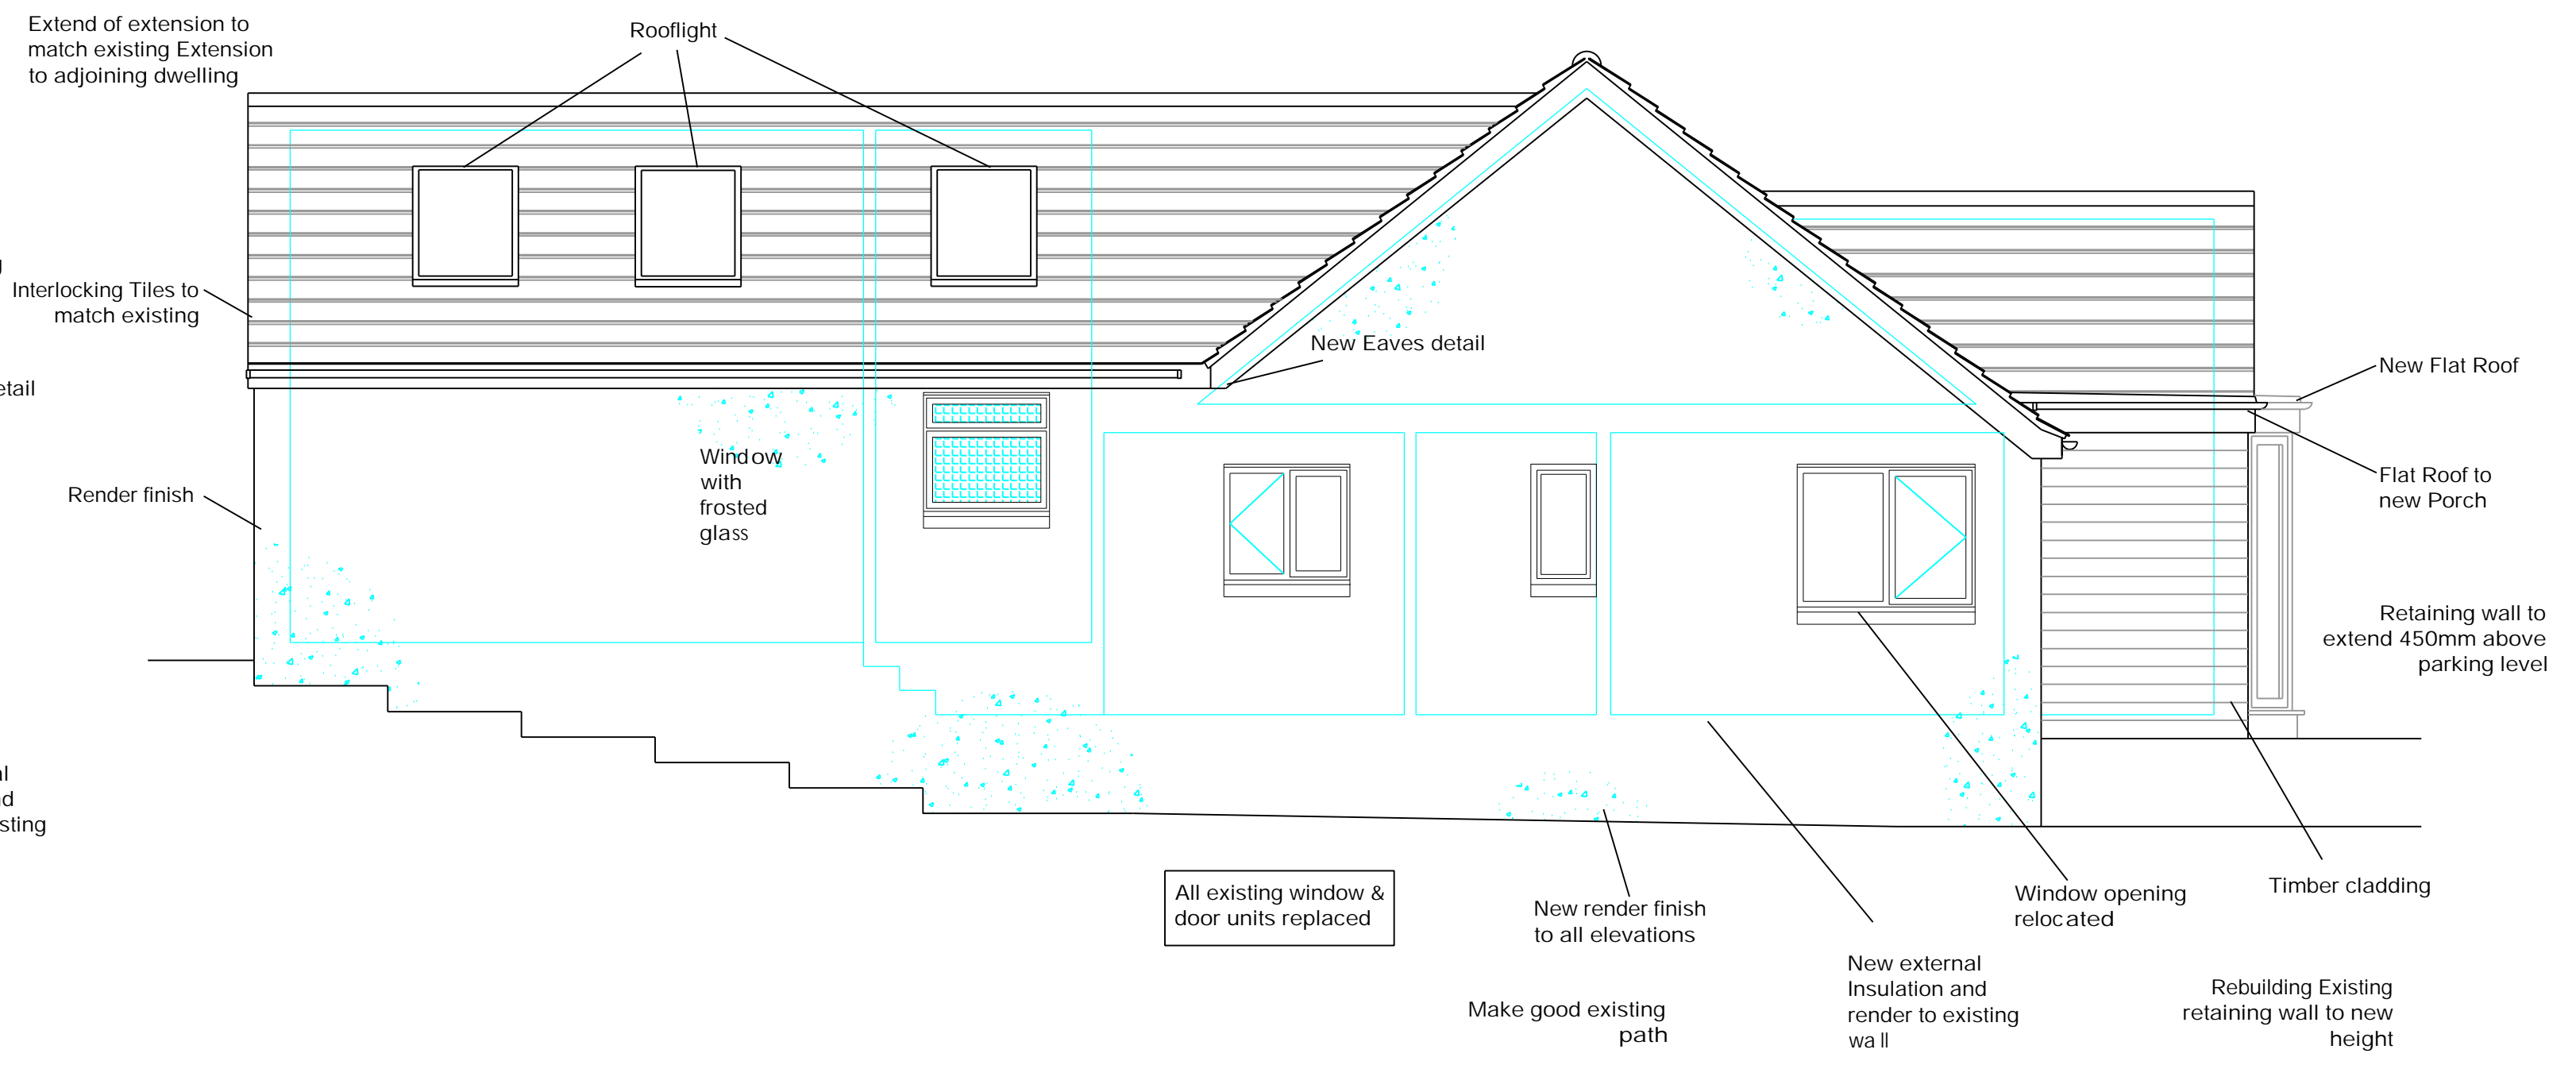 Extend of extension to
match existing Extension
to adjoining dwelling
Rooflight
Interlocking Tiles to
match existing
etail
New Eaves detail
New Flat Roof
Window
with
frosted
glass
Render finish
Flat Roof to
new Porch
Retaining wall to
extend 450mm above
parking level
al
nd
sting
All existing window &
door units replaced
New render finish
to all elevations
Window opening
relocated
Timber cladding
Make good existing
path
New external
Insulation and
render to existing
wall
Rebuilding Existing
retaining wall to new
height